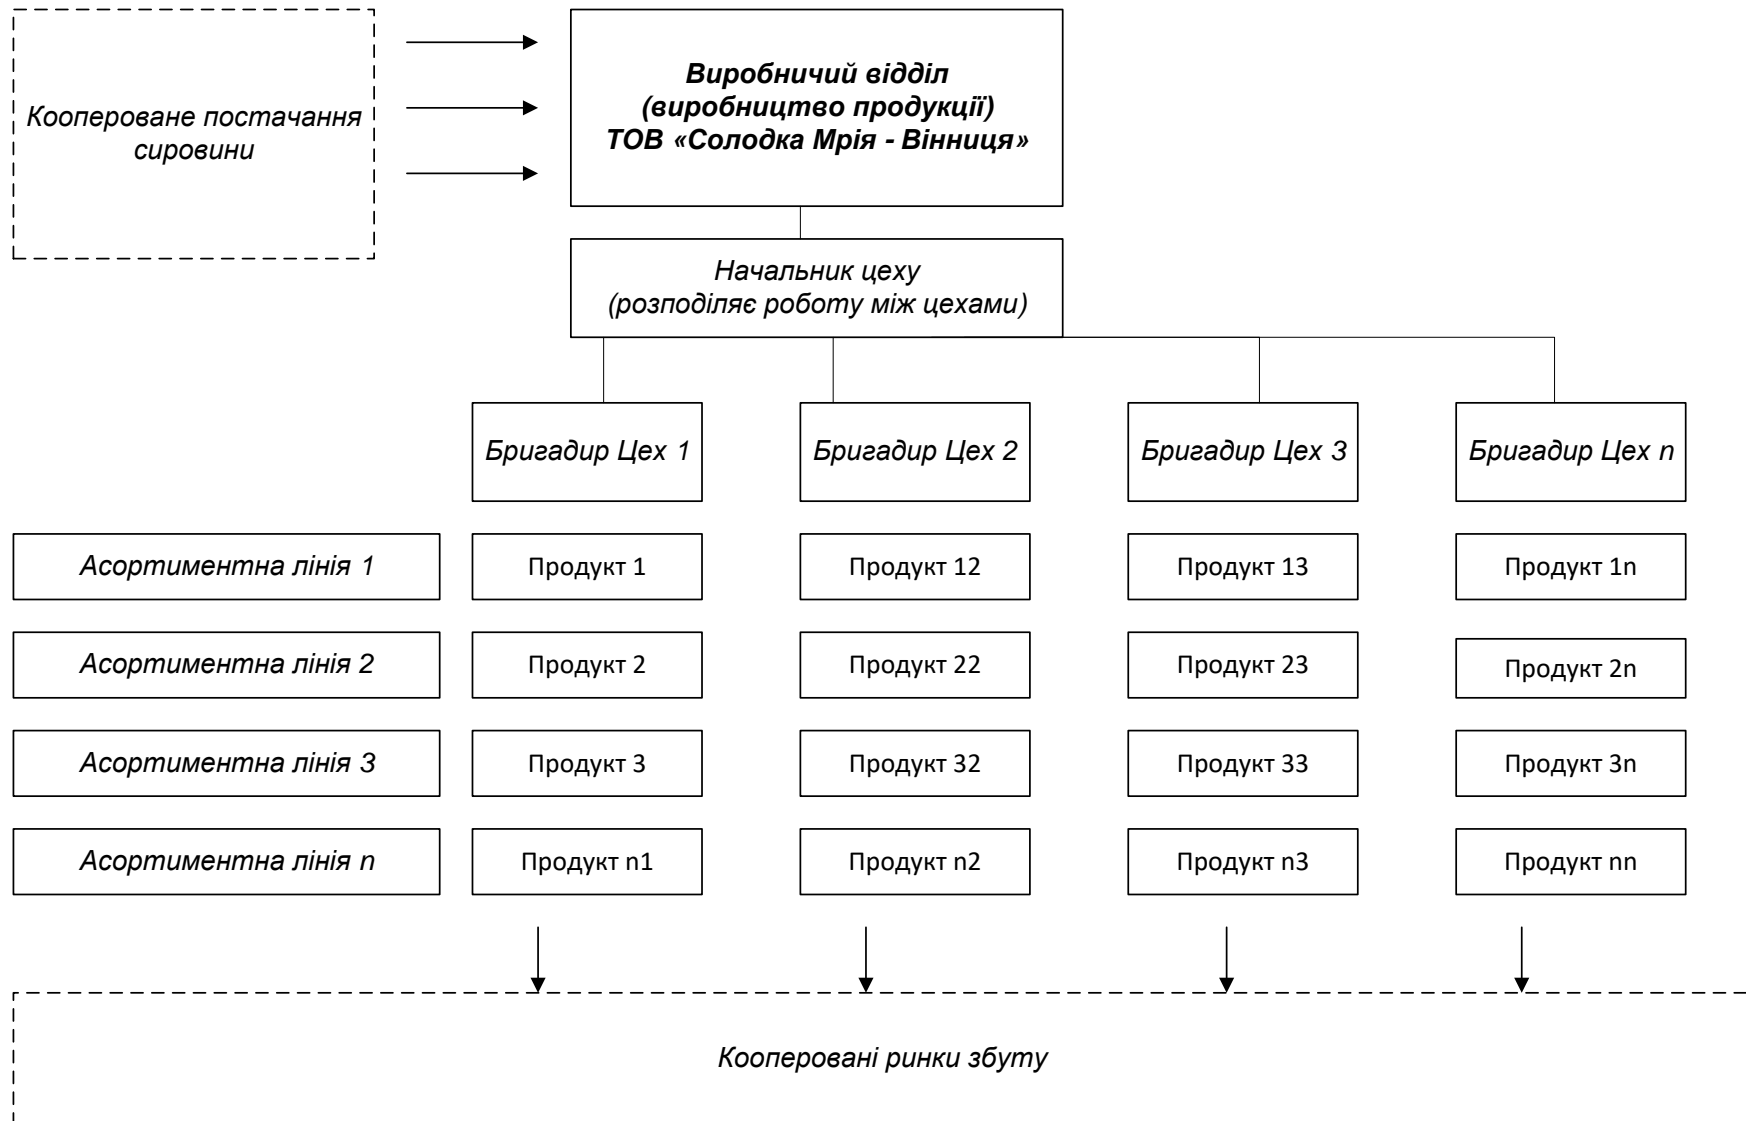 Кооперoване постачання
сировини
Виробничий відділ
(виробництво продукції)
ТОВ «Солодка Мрія - Вінниця»
Начальник цеху
(розподіляє роботу між цехами)
Бригадир Цех 1
Бригадир Цех 2
Бригадир Цех 3
Бригадир Цех n
Асортиментна лінія 1
Продукт 1
Продукт 12
Продукт 13
Продукт 1n
Асортиментна лінія 2
Продукт 2
Продукт 22
Продукт 23
Продукт 2n
Асортиментна лінія 3
Продукт 3
Продукт 32
Продукт 33
Продукт 3n
Асортиментна лінія n
Продукт n1
Продукт n2
Продукт n3
Продукт nn
Кооперовані ринки збуту